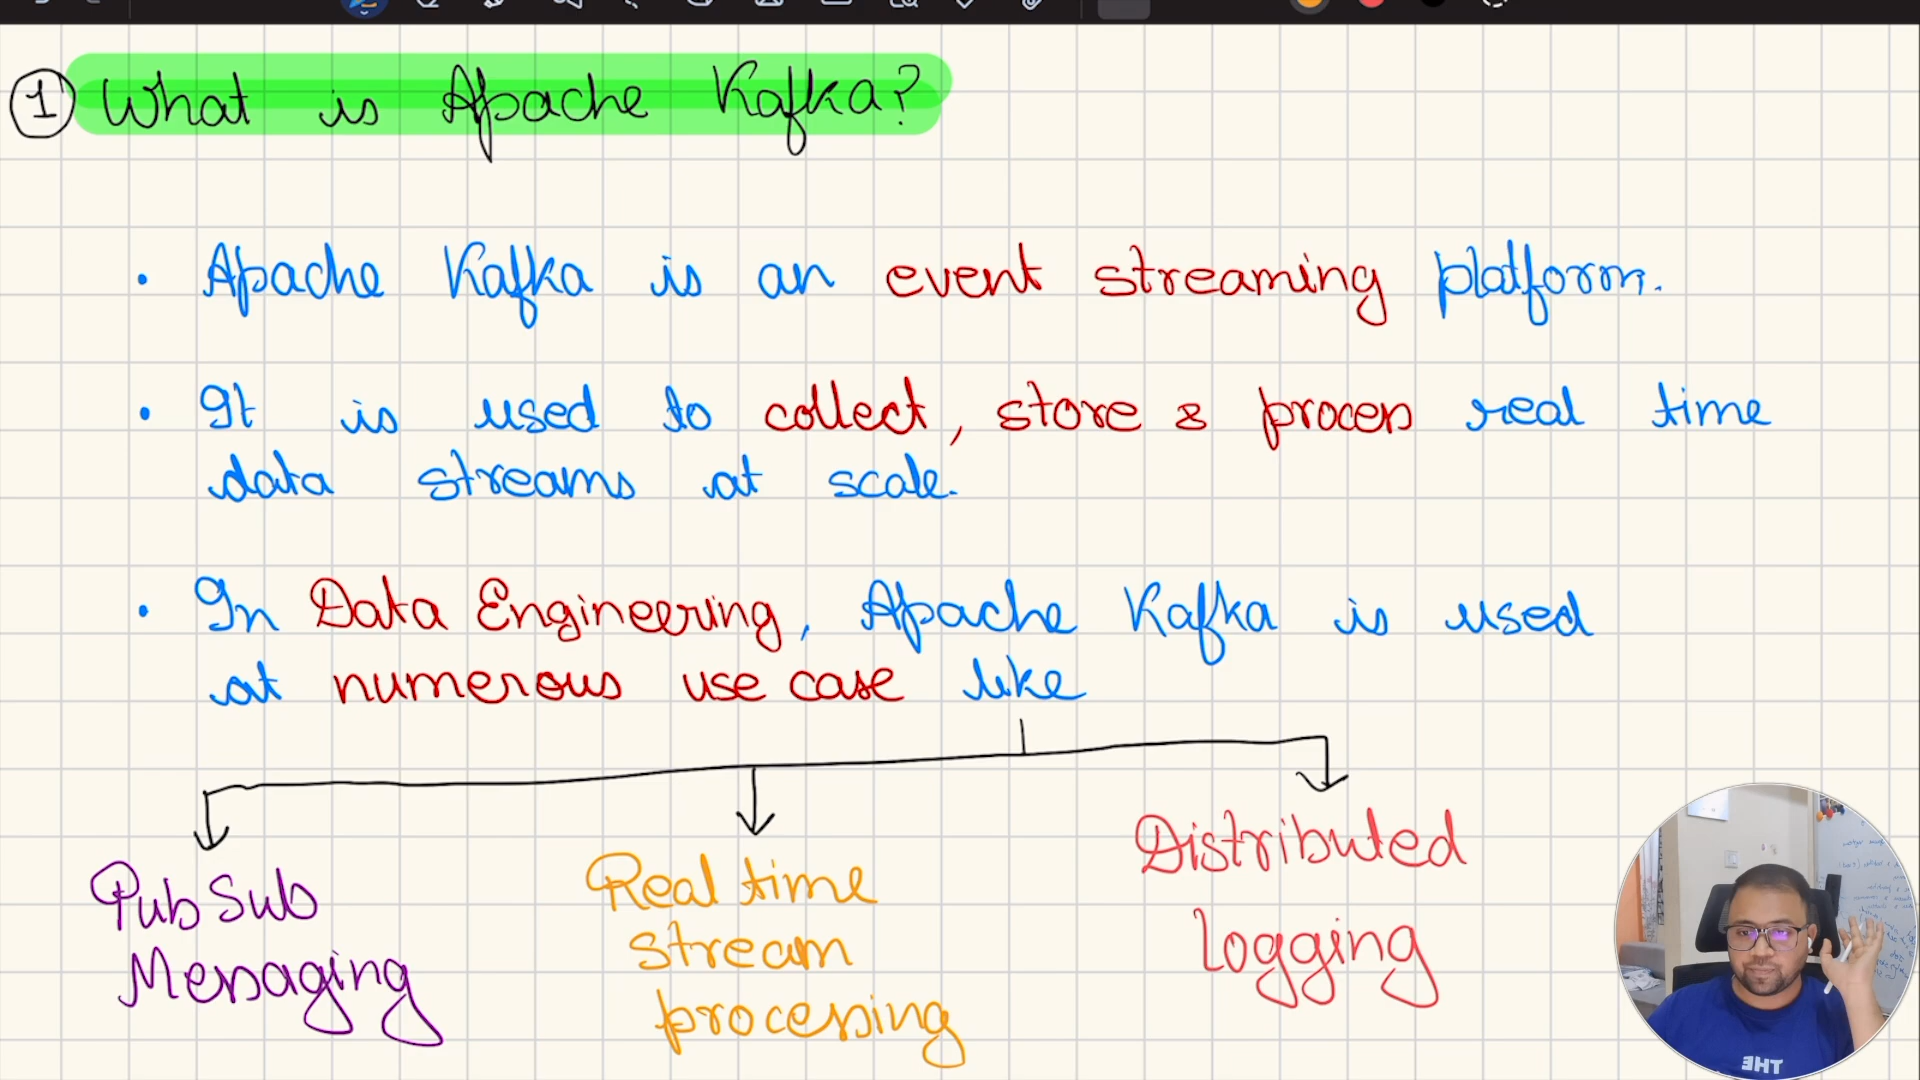 1 What is Apache Kafka?
• Apache Kafka is an event streaming platform.
• It is used to collect, store & process real time
data streams at scale.
• In Data Engineering, Apache Kafka is used
at numerous use case like
PubSub
Messaging
Real time
stream
processing
Distributed
logging
THE